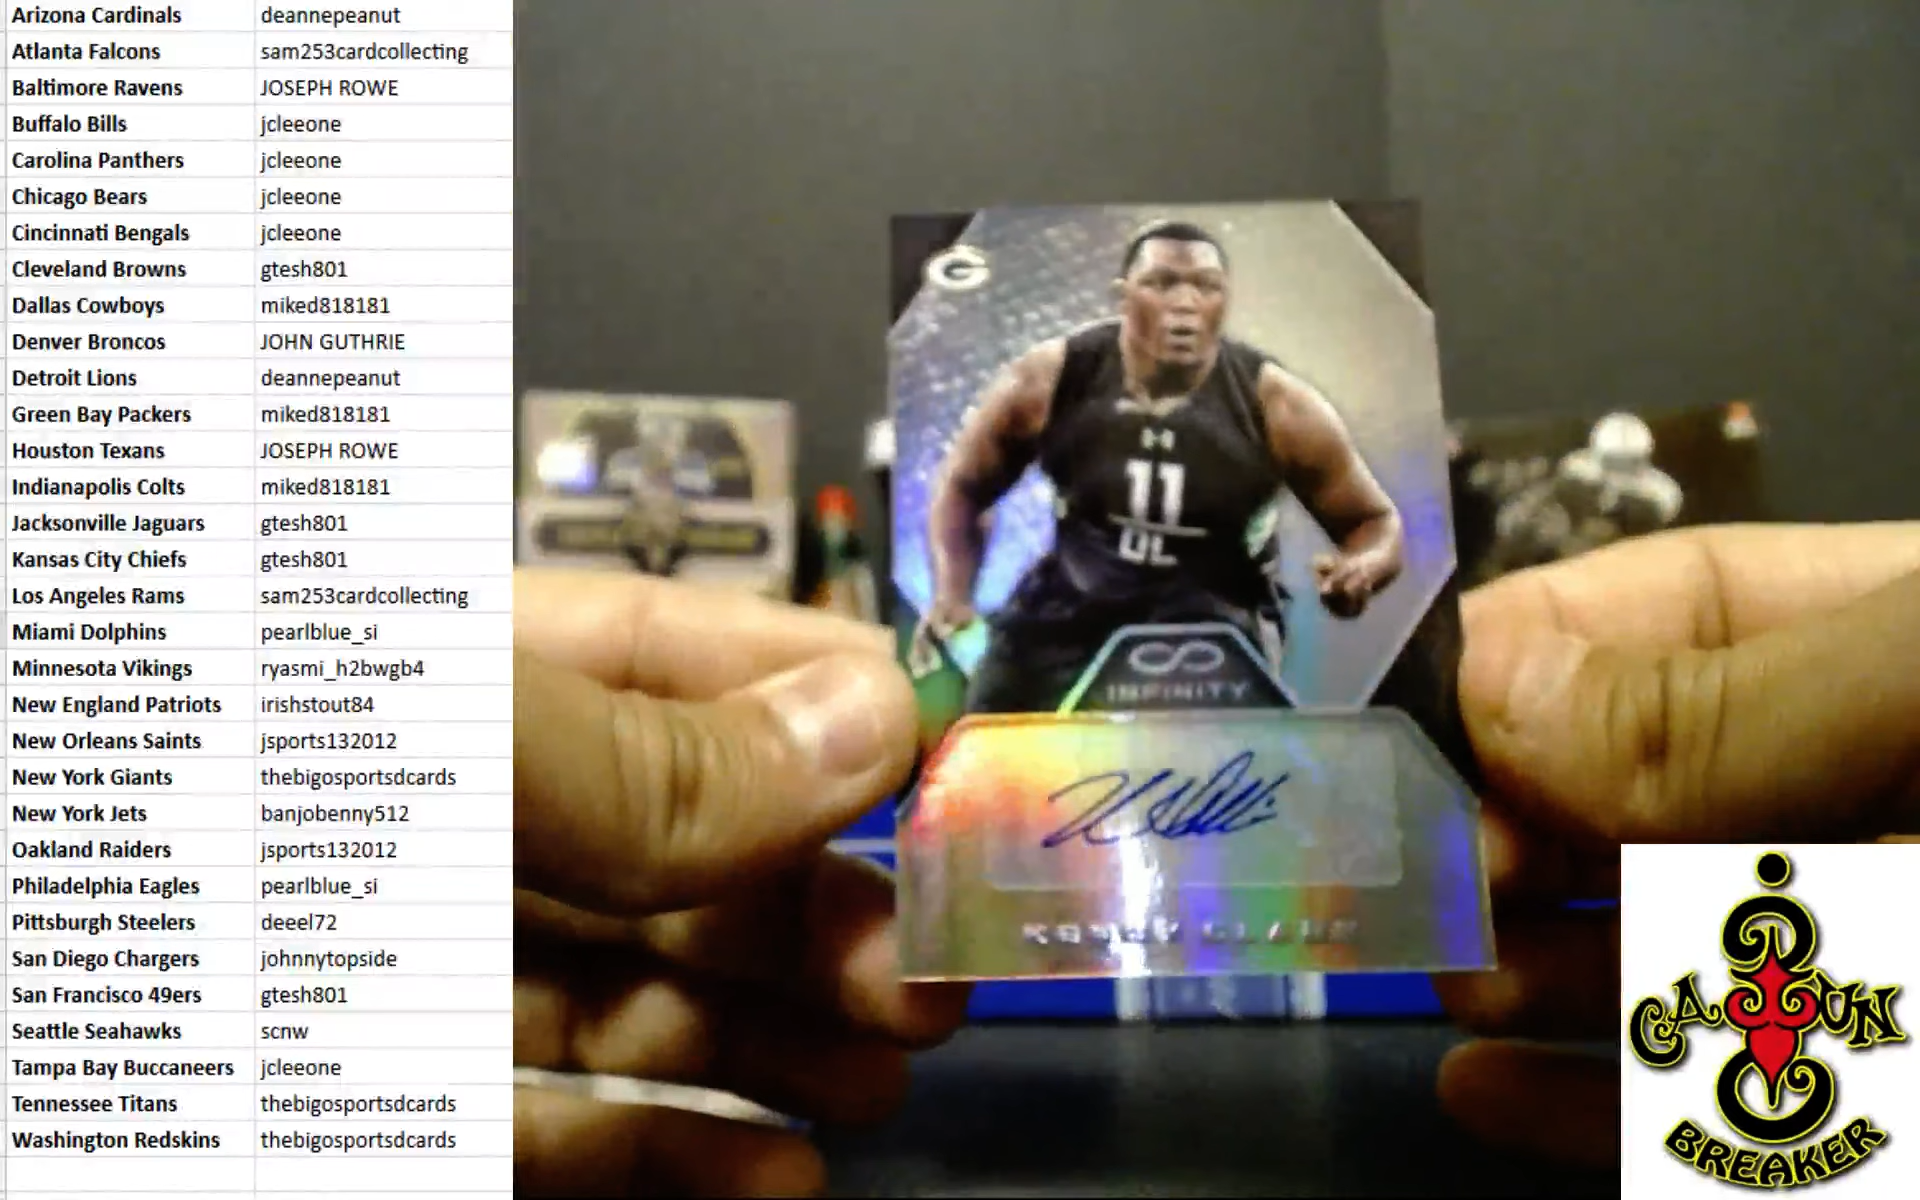 Arizona Cardinals deannepeanut
Atlanta Falcons sam253cardcollecting
Baltimore Ravens JOSEPH ROWE
Buffalo Bills jcleeone
Carolina Panthers jcleeone
Chicago Bears jcleeone
Cincinnati Bengals jcleeone
Cleveland Browns gtesh801
Dallas Cowboys miked818181
Denver Broncos JOHN GUTHRIE
Detroit Lions deannepeanut
Green Bay Packers miked818181
Houston Texans JOSEPH ROWE
Indianapolis Colts miked818181
Jacksonville Jaguars gtesh801
Kansas City Chiefs gtesh801
Los Angeles Rams sam253cardcollecting
Miami Dolphins pearlblue_si
Minnesota Vikings ryasmi_h2bwgb4
New England Patriots irishstout84
New Orleans Saints jsports132012
New York Giants thebigosportsdcards
New York Jets banjobenny512
Oakland Raiders jsports132012
Philadelphia Eagles pearlblue_si
Pittsburgh Steelers deeel72
San Diego Chargers johnnytopside
San Francisco 49ers gtesh801
Seattle Seahawks scnw
Tampa Bay Buccaneers jcleeone
Tennessee Titans thebigosportsdcards
Washington Redskins thebigosportsdcards
G
11
DL
INFINITY
KENNY CLARK
CAJUN
BREAKER